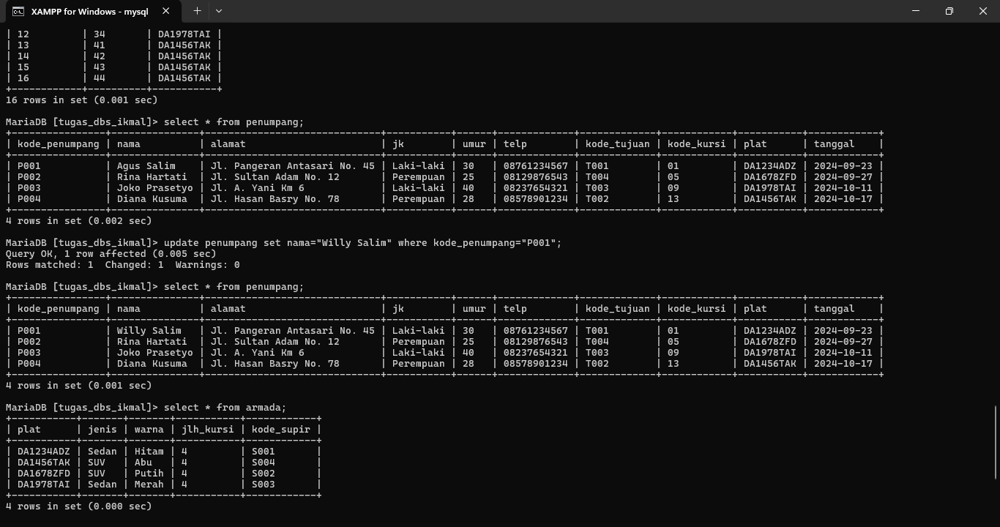 XAMPP for Windows - mysql
| 12         | 34       | DA1978TAI |
| 13         | 41       | DA1456TAK |
| 14         | 42       | DA1456TAK |
| 15         | 43       | DA1456TAK |
| 16         | 44       | DA1456TAK |
+------------+----------+-----------+
16 rows in set (0.001 sec)
MariaDB [tugas_dbs_ikmal]> select * from penumpang;
+----------------+---------------+------------------------------+-----------+------+-------------+-------------+------------+-----------+------------+
| kode_penumpang | nama          | alamat                       | jk        | umur | telp        | kode_tujuan | kode_kursi | plat      | tanggal    |
+----------------+---------------+------------------------------+-----------+------+-------------+-------------+------------+-----------+------------+
| P001           | Agus Salim    | Jl. Pangeran Antasari No. 45 | Laki-laki | 30   | 08761234567 | T001        | 01         | DA1234ADZ | 2024-09-23 |
| P002           | Rina Hartati  | Jl. Sultan Adam No. 12       | Perempuan | 25   | 08129876543 | T004        | 05         | DA1678ZFD | 2024-09-27 |
| P003           | Joko Prasetyo | Jl. A. Yani Km 6             | Laki-laki | 40   | 08237654321 | T003        | 09         | DA1978TAI | 2024-10-11 |
| P004           | Diana Kusuma  | Jl. Hasan Basry No. 78       | Perempuan | 28   | 08578901234 | T002        | 13         | DA1456TAK | 2024-10-17 |
+----------------+---------------+------------------------------+-----------+------+-------------+-------------+------------+-----------+------------+
4 rows in set (0.002 sec)
MariaDB [tugas_dbs_ikmal]> update penumpang set nama="Willy Salim" where kode_penumpang="P001";
Query OK, 1 row affected (0.005 sec)
Rows matched: 1  Changed: 1  Warnings: 0
MariaDB [tugas_dbs_ikmal]> select * from penumpang;
+----------------+---------------+------------------------------+-----------+------+-------------+-------------+------------+-----------+------------+
| kode_penumpang | nama          | alamat                       | jk        | umur | telp        | kode_tujuan | kode_kursi | plat      | tanggal    |
+----------------+---------------+------------------------------+-----------+------+-------------+-------------+------------+-----------+------------+
| P001           | Willy Salim   | Jl. Pangeran Antasari No. 45 | Laki-laki | 30   | 08761234567 | T001        | 01         | DA1234ADZ | 2024-09-23 |
| P002           | Rina Hartati  | Jl. Sultan Adam No. 12       | Perempuan | 25   | 08129876543 | T004        | 05         | DA1678ZFD | 2024-09-27 |
| P003           | Joko Prasetyo | Jl. A. Yani Km 6             | Laki-laki | 40   | 08237654321 | T003        | 09         | DA1978TAI | 2024-10-11 |
| P004           | Diana Kusuma  | Jl. Hasan Basry No. 78       | Perempuan | 28   | 08578901234 | T002        | 13         | DA1456TAK | 2024-10-17 |
+----------------+---------------+------------------------------+-----------+------+-------------+-------------+------------+-----------+------------+
4 rows in set (0.001 sec)
MariaDB [tugas_dbs_ikmal]> select * from armada;
+-----------+-------+-------+-----------+------------+
| plat      | jenis | warna | jlh_kursi | kode_supir |
+-----------+-------+-------+-----------+------------+
| DA1234ADZ | Sedan | Hitam | 4         | S001       |
| DA1456TAK | SUV   | Abu   | 4         | S004       |
| DA1678ZFD | SUV   | Putih | 4         | S002       |
| DA1978TAI | Sedan | Merah | 4         | S003       |
+-----------+-------+-------+-----------+------------+
4 rows in set (0.000 sec)